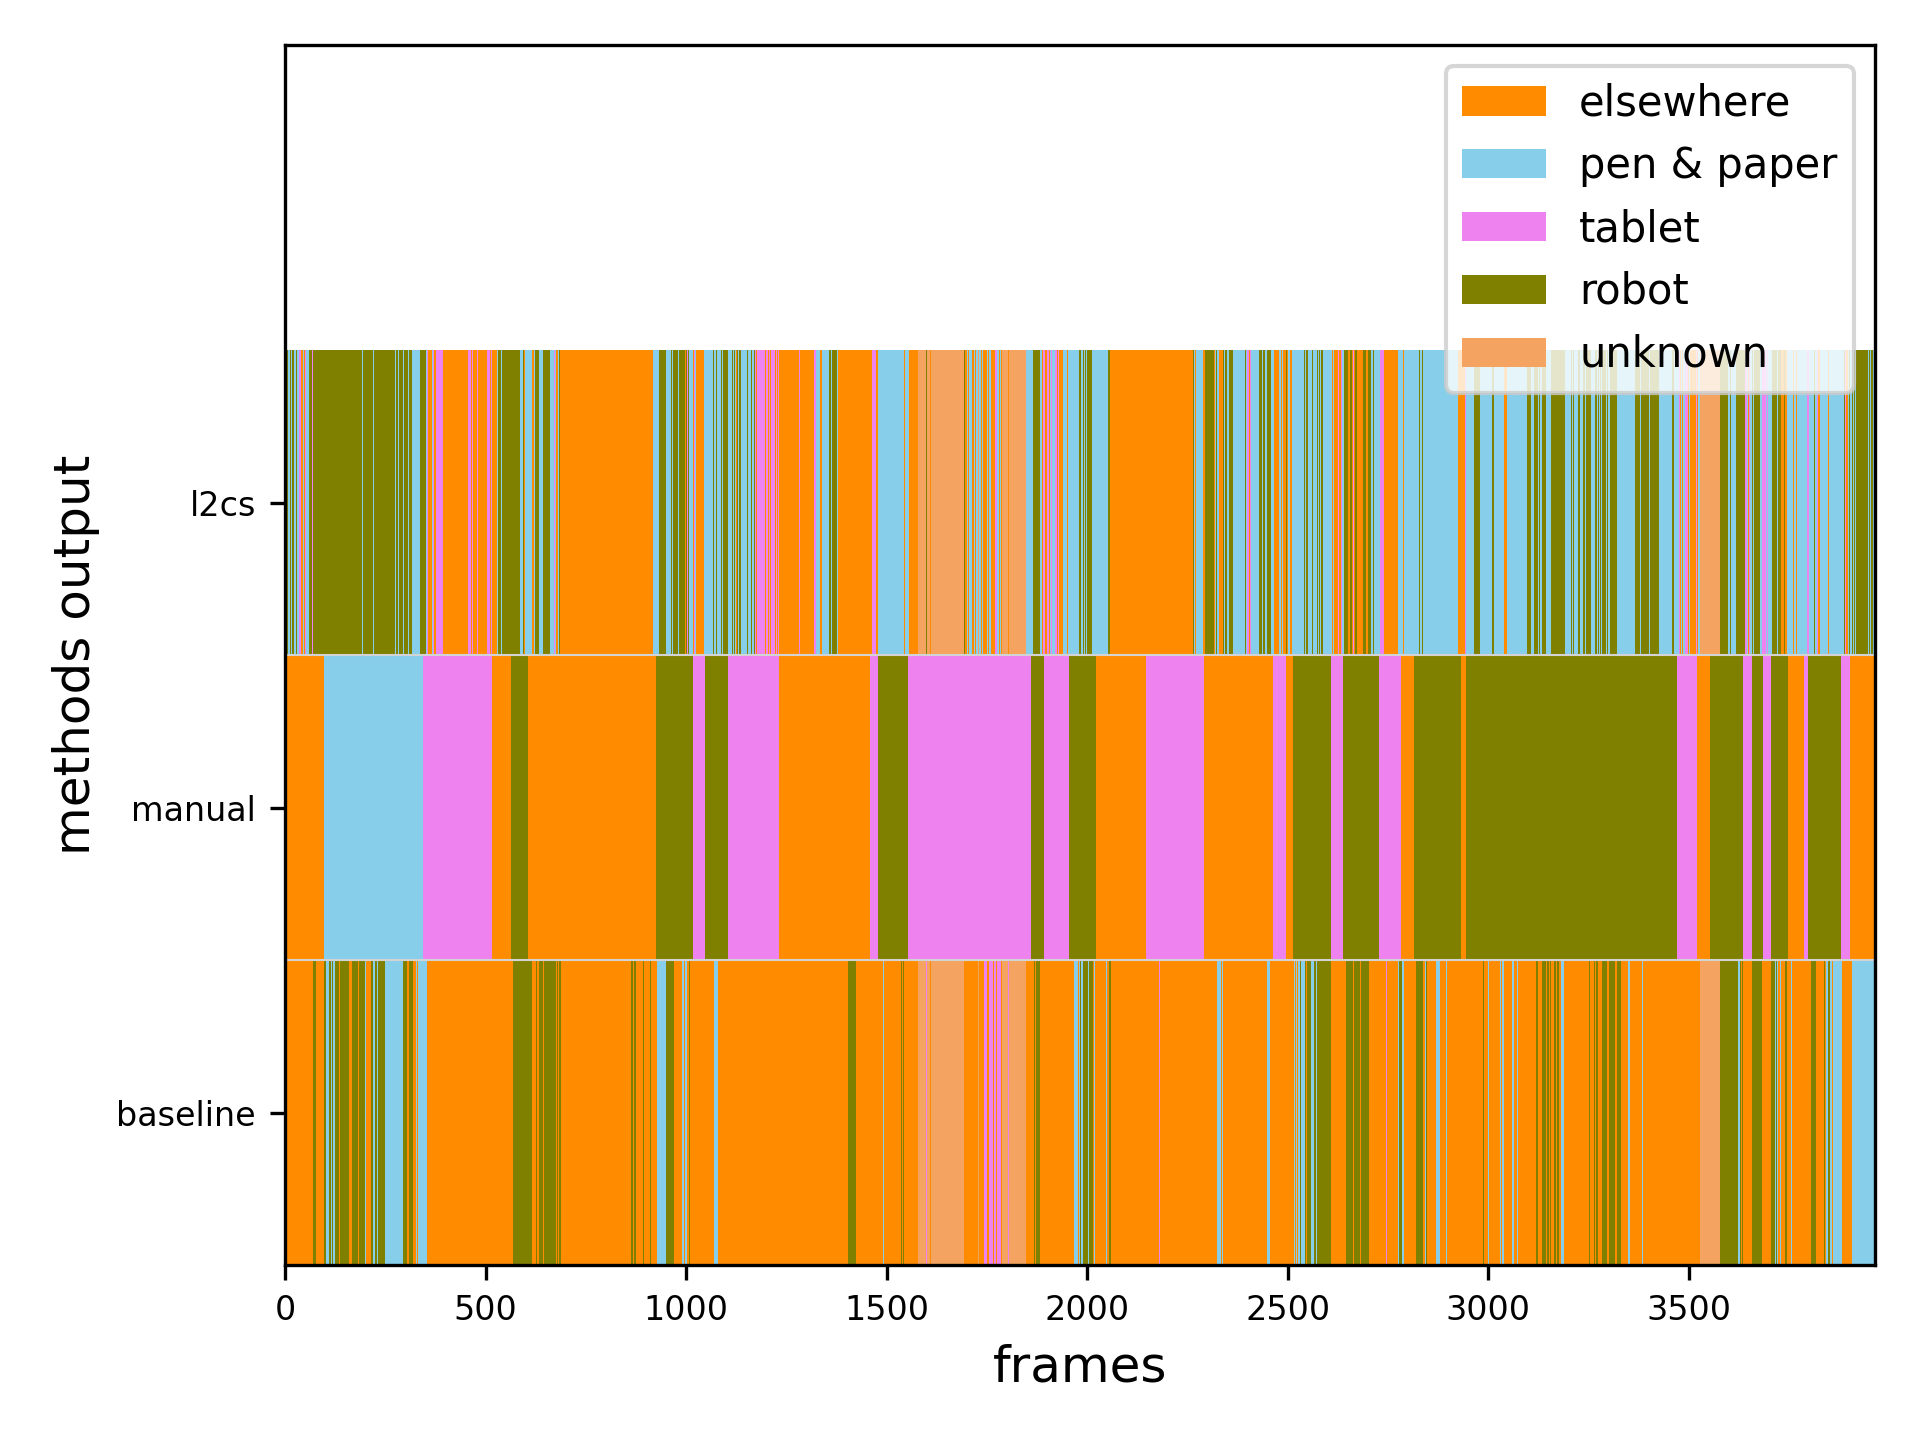 elsewhere
pen & paper
tablet
robot
unknown
methods output
l2cs
manual
baseline
0 500 1000 1500 2000 2500 3000 3500
frames